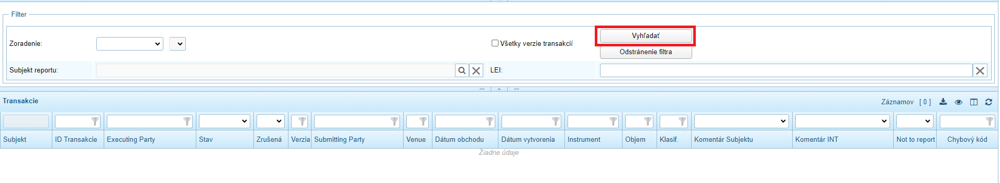 Filter
Zoradenie:
Všetky verzie transakcií
Vyhľadať
Odstránenie filtra
Subjekt reportu:
LEI:
Transakcie
Záznamov [ 0 ]
Subjekt ID Transakcie Executing Party Stav Zrušená Verzia Submitting Party Venue Dátum obchodu Dátum vytvorenia Instrument Objem Klasif. Komentár Subjektu Komentár INT Not to report Chybový kód
Žiadne údaje